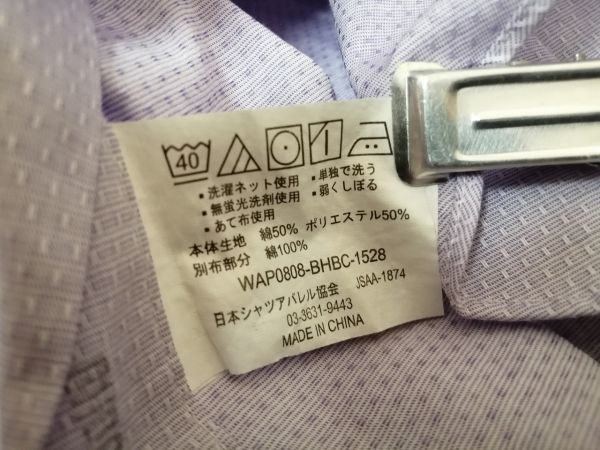 40
・洗濯ネット使用 ・単独で洗う
・無蛍光洗剤使用 ・弱くしぼる
・あて布使用
本体生地 綿50% ポリエステル50%
別布部分 綿100%
WAP0808-BHBC-1528
日本シャツアパレル協会 JSAA-1874
03-3631-9443
MADE IN CHINA